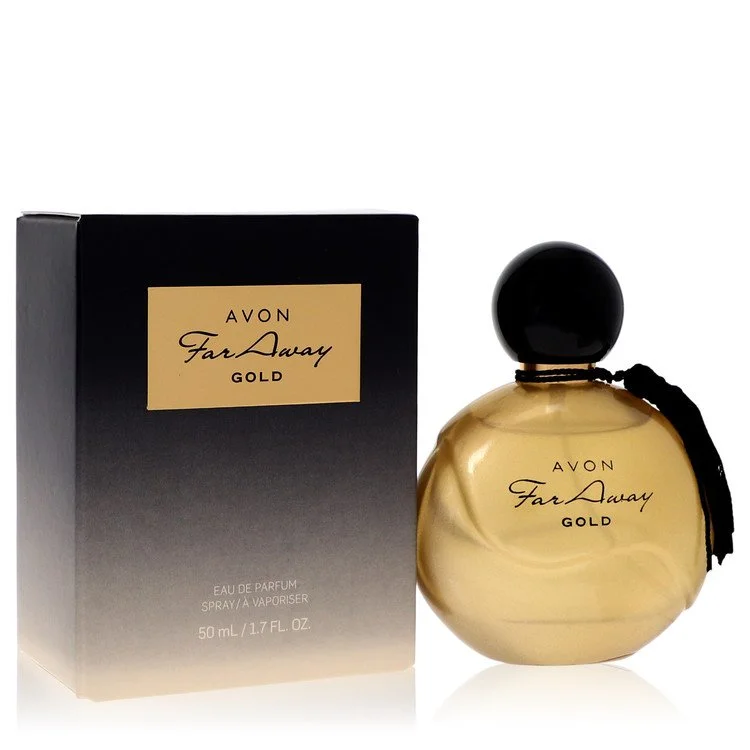 AVON
Far Away
GOLD
EAU DE PARFUM
SPRAY/À VAPORISER
50 mL / 1.7 FL. OZ.
AVON
Far Away
GOLD